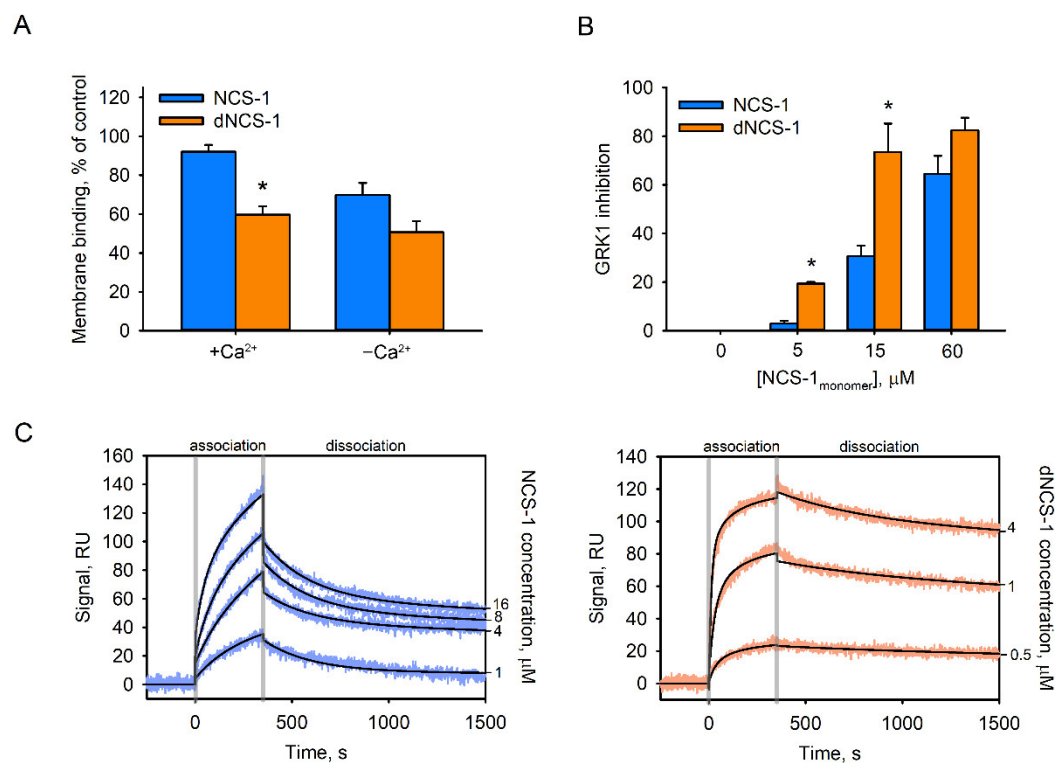 A
Membrane binding, % of control
120
100
80
60
40
20
0
NCS-1
dNCS-1
*
+Ca²⁺
−Ca²⁺
B
GRK1 inhibition
100
80
60
40
20
0
NCS-1
dNCS-1
*
*
0
5
15
60
[NCS-1monomer], μM
C
association
dissociation
Signal, RU
160
140
120
100
80
60
40
20
0
16
8
4
1
NCS-1 concentration, μM
0
500
1000
1500
Time, s
association
dissociation
Signal, RU
140
120
100
80
60
40
20
0
4
1
0.5
dNCS-1 concentration, μM
0
500
1000
1500
Time, s